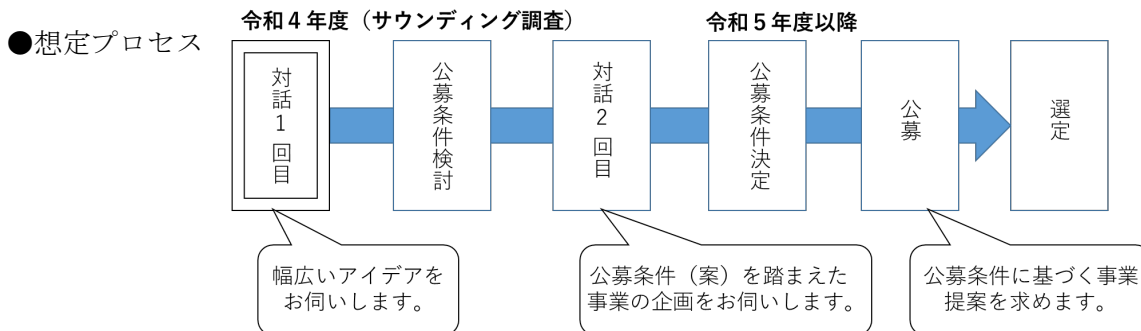 令和４年度（サウンディング調査）
令和５年度以降
●想定プロセス
対話１回目
公募条件検討
対話２回目
公募条件決定
公募
選定
幅広いアイデアを
お伺いします。
公募条件（案）を踏まえた
事業の企画をお伺いします。
公募条件に基づく事業
提案を求めます。